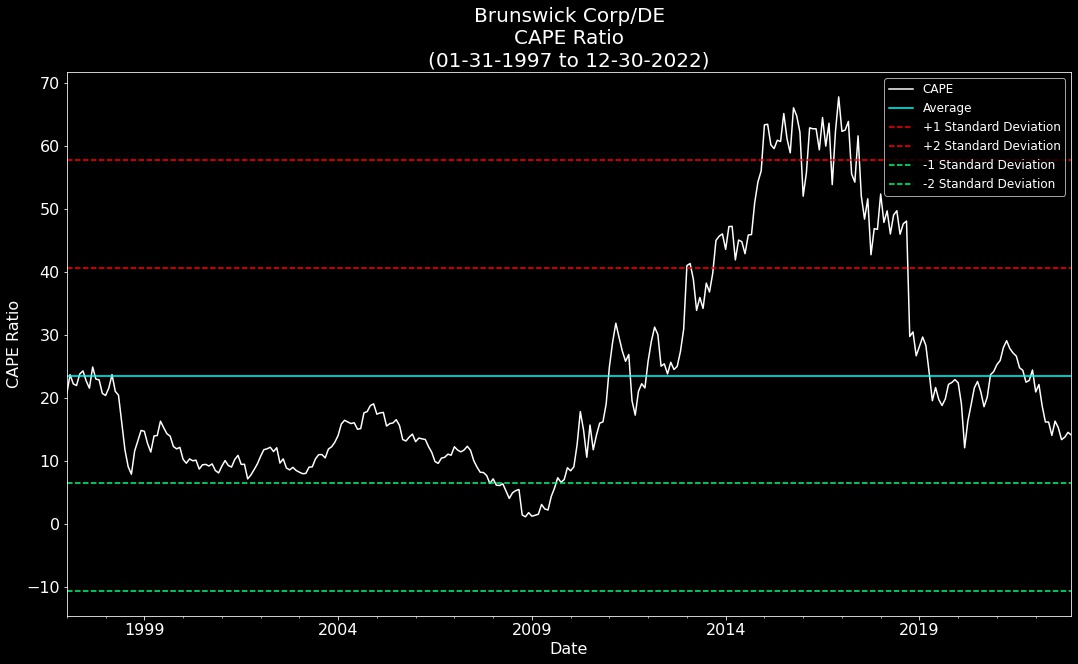 Brunswick Corp/DE
CAPE Ratio
(01-31-1997 to 12-30-2022)
CAPE
Average
+1 Standard Deviation
+2 Standard Deviation
-1 Standard Deviation
-2 Standard Deviation
70
60
50
40
30
20
10
0
−10
CAPE Ratio
1999
2004
2009
2014
2019
Date